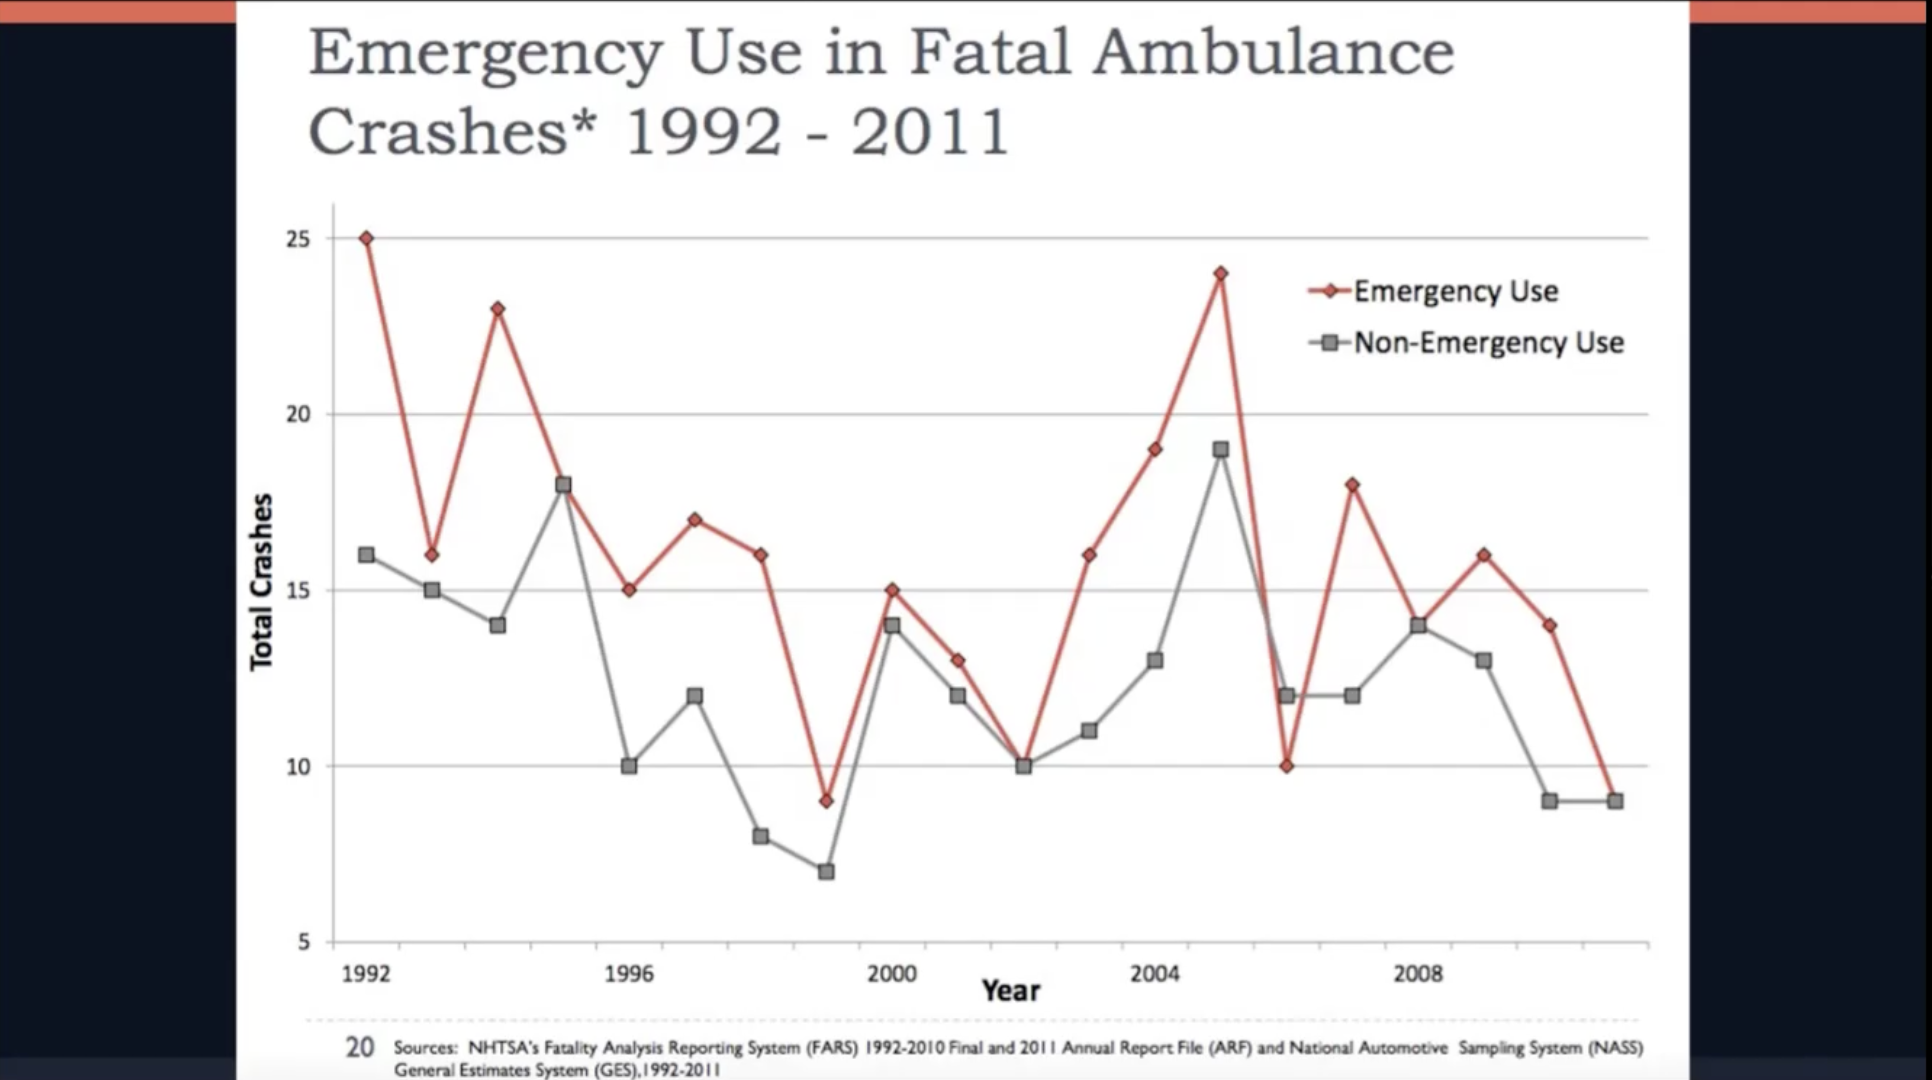 Emergency Use in Fatal Ambulance
Crashes* 1992 - 2011
25
20
15
10
5
Total Crashes
Emergency Use
Non-Emergency Use
1992
1996
2000
2004
2008
Year
20
Sources: NHTSA's Fatality Analysis Reporting System (FARS) 1992-2010 Final and 2011 Annual Report File (ARF) and National Automotive Sampling System (NASS)
General Estimates System (GES),1992-2011